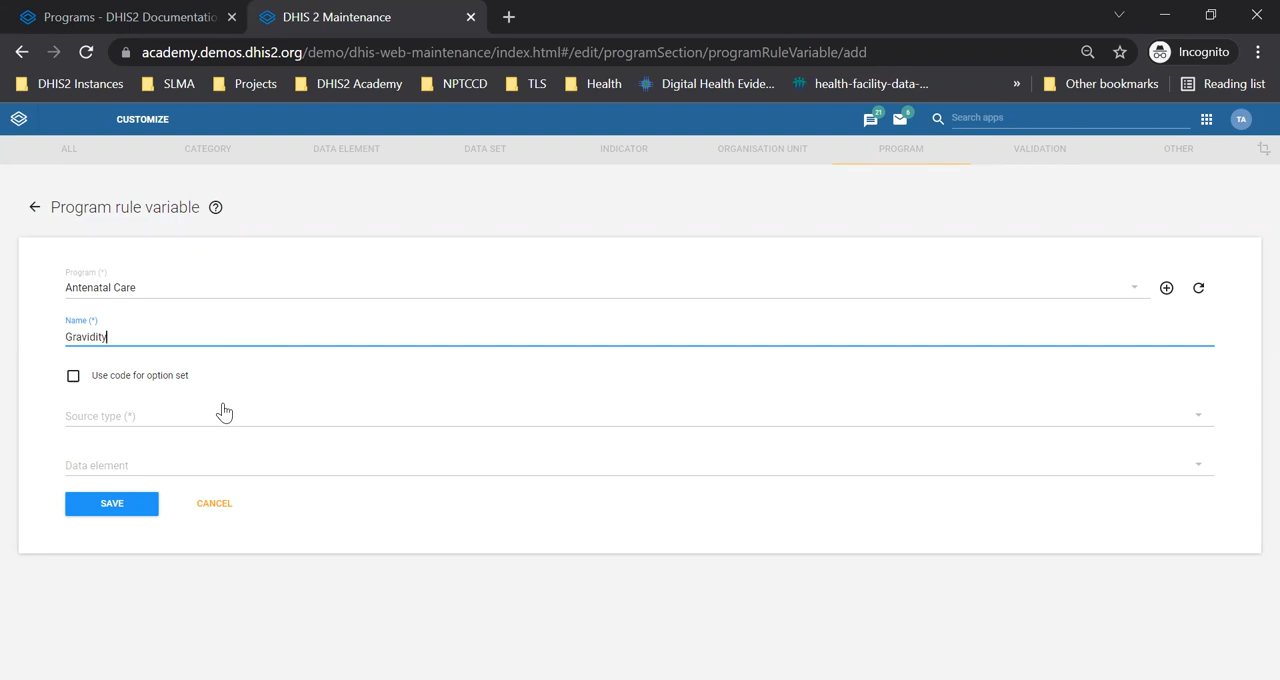 Programs - DHIS2 Documentatio
DHIS 2 Maintenance
academy.demos.dhis2.org/demo/dhis-web-maintenance/index.html#/edit/programSection/programRuleVariable/add
Incognito
DHIS2 Instances
SLMA
Projects
DHIS2 Academy
NPTCCD
TLS
Health
Digital Health Evide...
health-facility-data-...
»
Other bookmarks
Reading list
CUSTOMIZE
21
6
Search apps
TA
ALL
CATEGORY
DATA ELEMENT
DATA SET
INDICATOR
ORGANISATION UNIT
PROGRAM
VALIDATION
OTHER
Program rule variable
Program (*)
Antenatal Care
Name (*)
Gravidity
Use code for option set
Source type (*)
Data element
SAVE
CANCEL